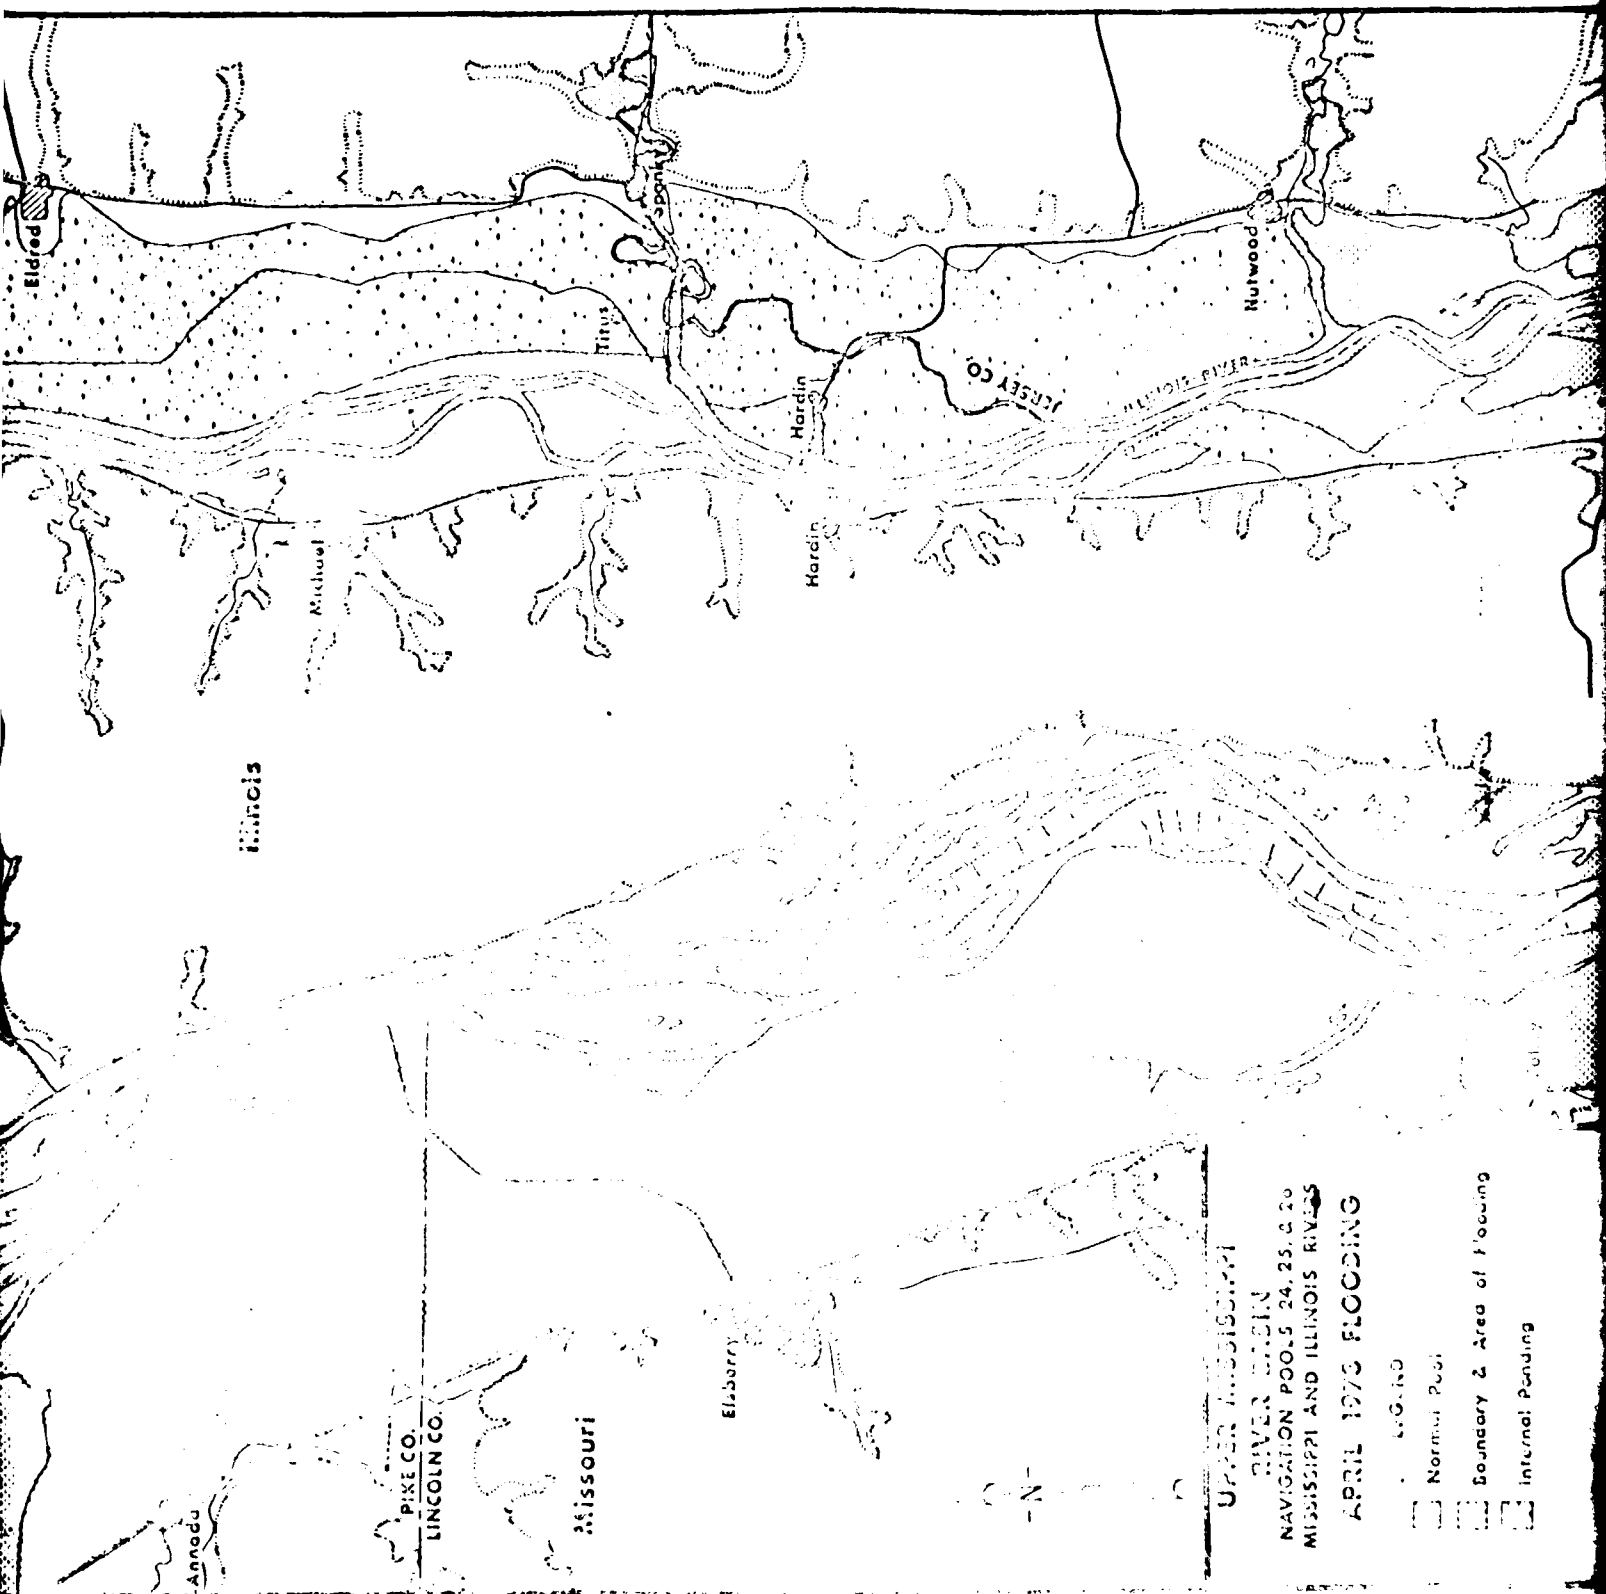 Eldred
Spank
Titus
Hardin
JERSEY CO.
ILLINOIS RIVER
Nutwood
Michael
Hardin
Illinois
PIKE CO.
LINCOLN CO.
Annada
Missouri
Elsberry
N
UPPER MISSISSIPPI
RIVER BASIN
NAVIGATION POOLS 24, 25, & 26
MISSISSIPPI AND ILLINOIS RIVERS
APRIL 1973 FLOODING
LEGEND
Normal Pool
Boundary & Area of Flooding
Internal Ponding